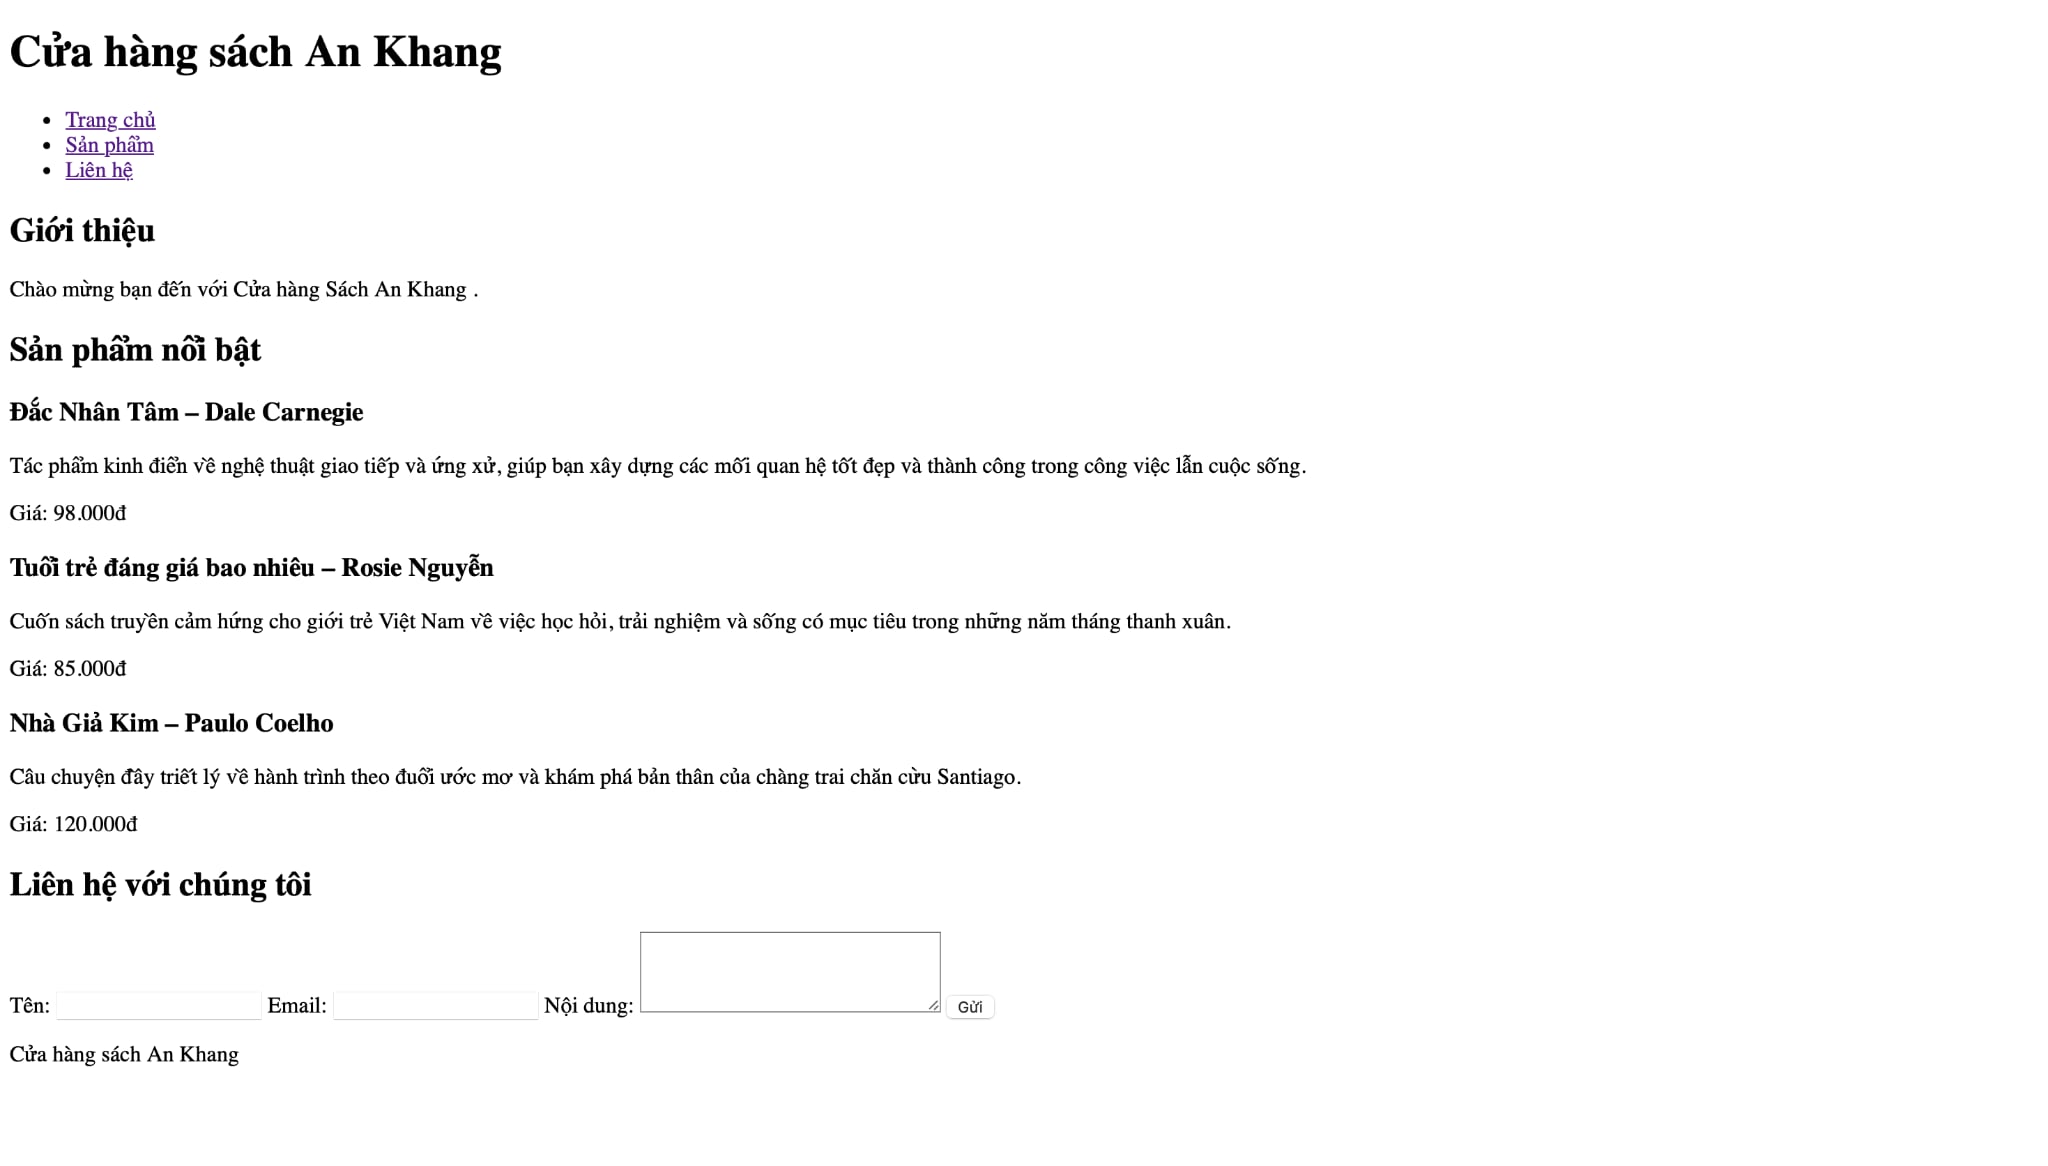 Cửa hàng sách An Khang
Trang chủ
Sản phẩm
Liên hệ
Giới thiệu
Chào mừng bạn đến với Cửa hàng Sách An Khang .
Sản phẩm nổi bật
Đắc Nhân Tâm – Dale Carnegie
Tác phẩm kinh điển về nghệ thuật giao tiếp và ứng xử, giúp bạn xây dựng các mối quan hệ tốt đẹp và thành công trong công việc lẫn cuộc sống.
Giá: 98.000đ
Tuổi trẻ đáng giá bao nhiêu – Rosie Nguyễn
Cuốn sách truyền cảm hứng cho giới trẻ Việt Nam về việc học hỏi, trải nghiệm và sống có mục tiêu trong những năm tháng thanh xuân.
Giá: 85.000đ
Nhà Giả Kim – Paulo Coelho
Câu chuyện đầy triết lý về hành trình theo đuổi ước mơ và khám phá bản thân của chàng trai chăn cừu Santiago.
Giá: 120.000đ
Liên hệ với chúng tôi
Tên: Email: Nội dung: Gửi
Cửa hàng sách An Khang